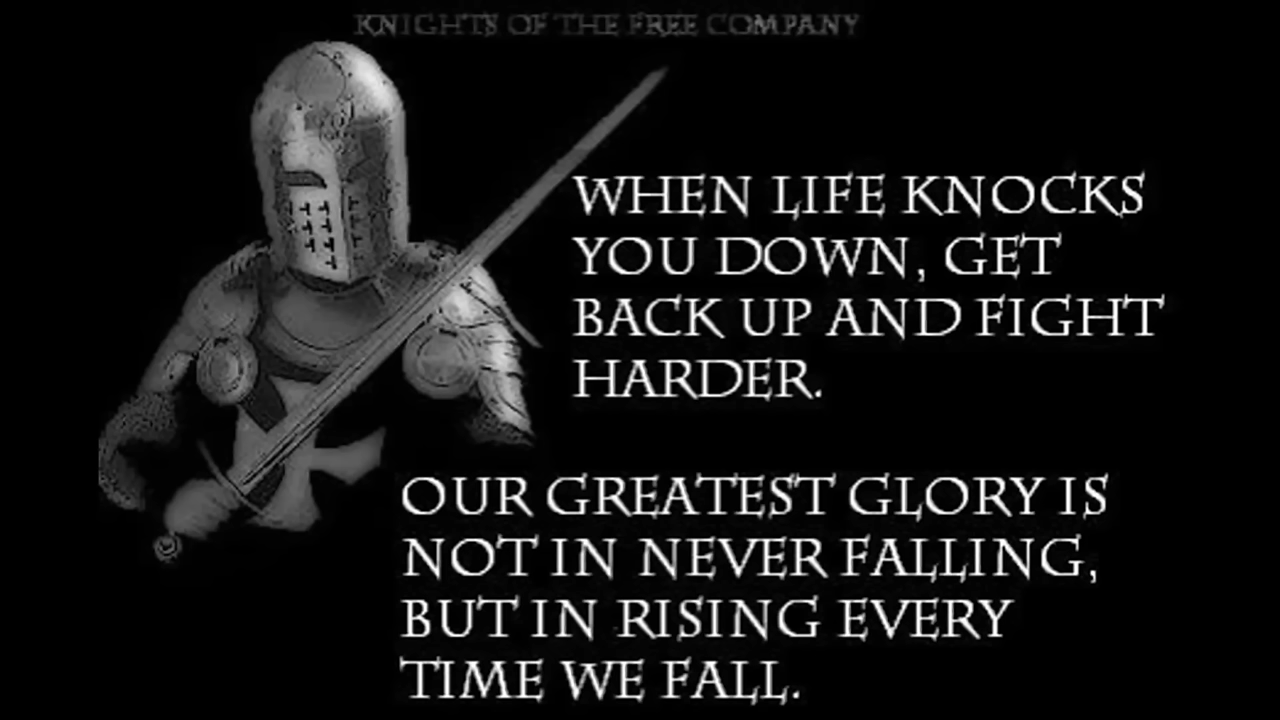 KNIGHTS OF THE FREE COMPANY
WHEN LIFE KNOCKS
YOU DOWN, GET
BACK UP AND FIGHT
HARDER.
OUR GREATEST GLORY IS
NOT IN NEVER FALLING,
BUT IN RISING EVERY
TIME WE FALL.